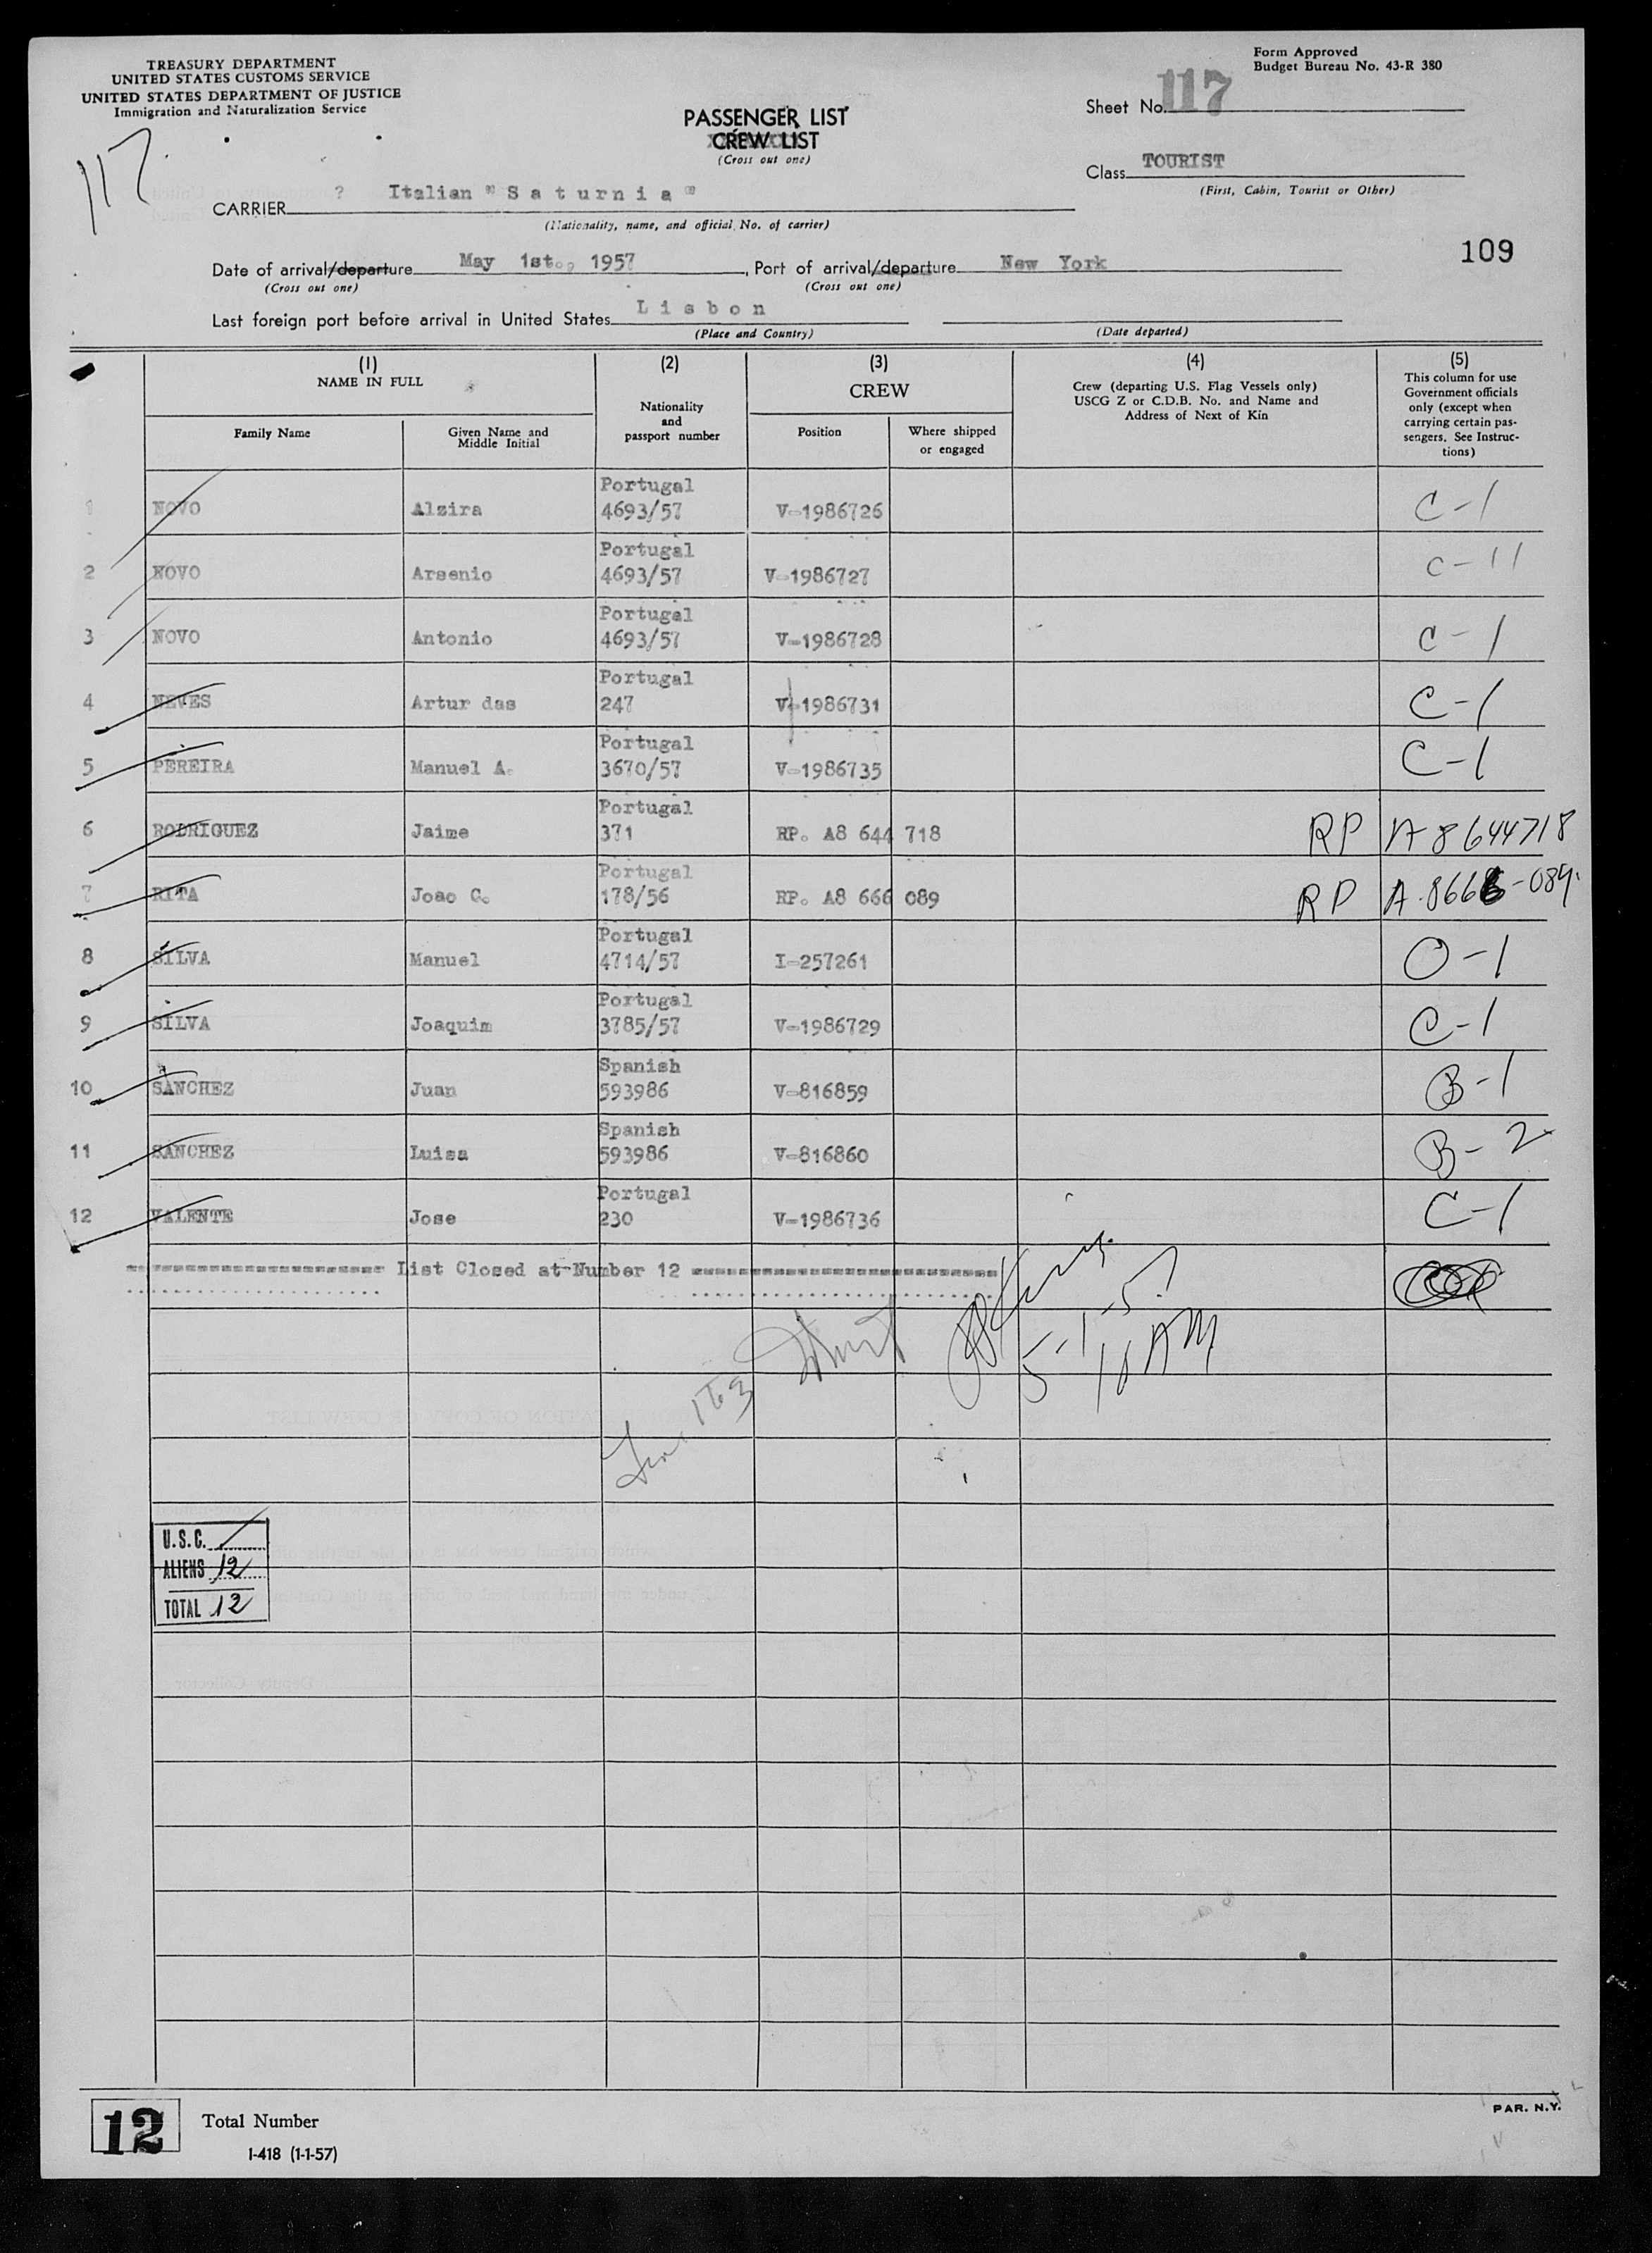 TREASURY DEPARTMENT
UNITED STATES CUSTOMS SERVICE
UNITED STATES DEPARTMENT OF JUSTICE
Immigration and Naturalization Service
117
Form Approved
Budget Bureau No. 43-R 380
Sheet No. 117
PASSENGER LIST
CREW LIST
(Cross out one)
Class TOURIST
(First, Cabin, Tourist or Other)
CARRIER ? Italian "Saturnia"
(Nationality, name, and official No. of carrier)
109
Date of arrival/departure May 1st., 1957, Port of arrival/departure New York
(Cross out one) (Cross out one)
Last foreign port before arrival in United States Lisbon
(Place and Country) (Date departed)
(1) (2) (3) (4) (5)
NAME IN FULL
Family Name
Given Name and
Middle Initial
Nationality
and
passport number
CREW
Position
Where shipped
or engaged
Crew (departing U.S. Flag Vessels only)
USCG Z or C.D.B. No. and Name and
Address of Next of Kin
This column for use
Government officials
only (except when
carrying certain pas-
sengers. See Instruc-
tions)
Portugal
1 NOVO Alzira 4693/57 V-1986726 C-1
Portugal
2 NOVO Arsenio 4693/57 V-1986727 C-11
Portugal
3 NOVO Antonio 4693/57 V-1986728 C-1
Portugal
4 NEVES Artur das 247 V-1986731 C-1
Portugal
5 PEREIRA Manuel A. 3670/57 V-1986735 C-1
Portugal
6 RODRIGUEZ Jaime 371 RP. A8 644 718 RP A8644718
Portugal
7 RITA Joao C. 178/56 RP. A8 666 089 RP A.8666-089.
Portugal
8 SILVA Manuel 4714/57 I-257261 O-1
Portugal
9 SILVA Joaquim 3785/57 V-1986729 C-1
Spanish
10 SANCHEZ Juan 593986 V-816859 B-1
Spanish
11 SANCHEZ Luisa 593986 V-816860 B-2
Portugal
12 VALENTE Jose 230 V-1986736 C-1
List Closed at Number 12
5-1-57
10 AM
U.S.C.
ALIENS 12
TOTAL 12
12 Total Number
I-418 (1-1-57)
PAR. N.Y.